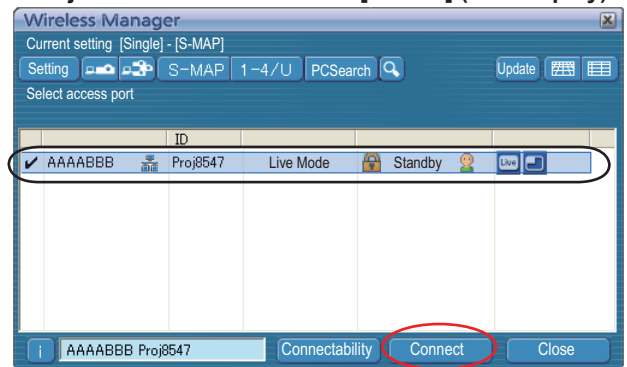 Wireless Manager
Current setting [Single] - [S-MAP]
Setting S-MAP 1-4/U PCSearch Update
Select access port
ID
AAAABBB Proj8547 Live Mode Standby Live
i AAAABBB Proj8547 Connectability Connect Close